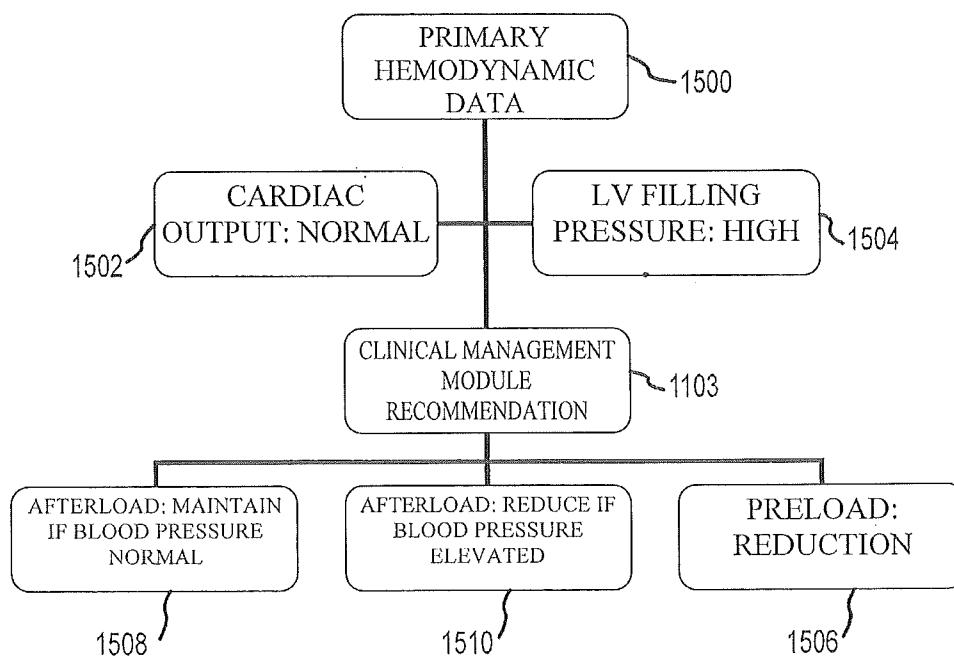 PRIMARY
HEMODYNAMIC
DATA
1500
CARDIAC
OUTPUT: NORMAL
1502
LV FILLING
PRESSURE: HIGH
1504
CLINICAL MANAGEMENT
MODULE
RECOMMENDATION
1103
AFTERLOAD: MAINTAIN
IF BLOOD PRESSURE
NORMAL
1508
AFTERLOAD: REDUCE IF
BLOOD PRESSURE
ELEVATED
1510
PRELOAD:
REDUCTION
1506